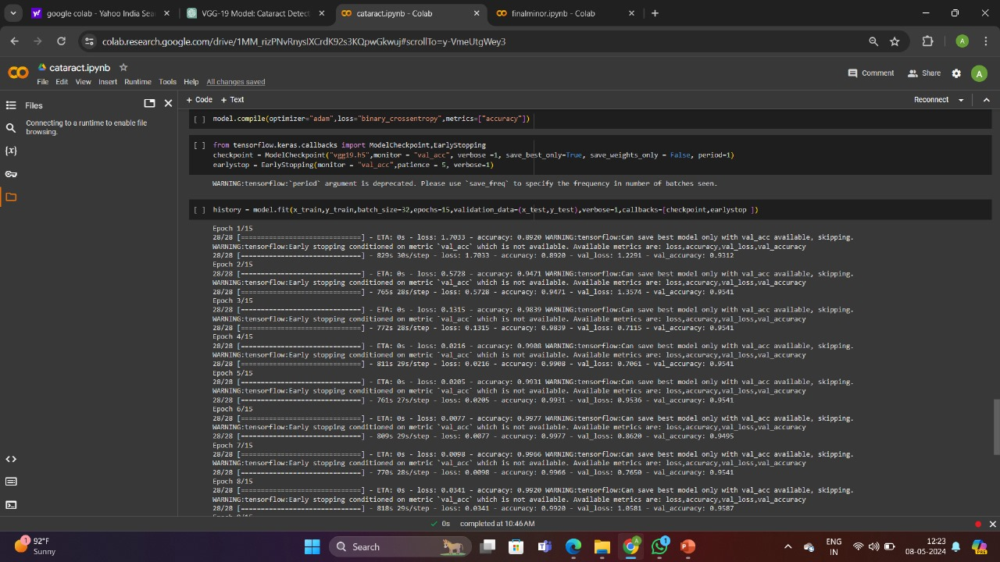 google colab - Yahoo India Sea
VGG-19 Model: Cataract Detect
cataract.ipynb - Colab
finalminor.ipynb - Colab
colab.research.google.com/drive/1MM_rizPNvRnyslXCrdK92s3KQpwGkwuj#scrollTo=y-VmeUtgWey3
A
cataract.ipynb
File Edit View Insert Runtime Tools Help All changes saved
Comment Share A
Files
+ Code + Text
Reconnect
Connecting to a runtime to enable file
browsing.
[ ] model.compile(optimizer="adam",loss="binary_crossentropy",metrics=["accuracy"])
[ ] from tensorflow.keras.callbacks import ModelCheckpoint,EarlyStopping
checkpoint = ModelCheckpoint("vgg19.h5",monitor = "val_acc", verbose =1, save_best_only=True, save_weights_only = False, period=1)
earlystop = EarlyStopping(monitor = "val_acc",patience = 5, verbose=1)
WARNING:tensorflow:`period` argument is deprecated. Please use `save_freq` to specify the frequency in number of batches seen.
[ ] history = model.fit(x_train,y_train,batch_size=32,epochs=15,validation_data=(x_test,y_test),verbose=1,callbacks=[checkpoint,earlystop ])
Epoch 1/15
28/28 [==============================] - ETA: 0s - loss: 1.7033 - accuracy: 0.8920 WARNING:tensorflow:Can save best model only with val_acc available, skipping.
WARNING:tensorflow:Early stopping conditioned on metric `val_acc` which is not available. Available metrics are: loss,accuracy,val_loss,val_accuracy
28/28 [==============================] - 829s 30s/step - loss: 1.7033 - accuracy: 0.8920 - val_loss: 1.2291 - val_accuracy: 0.9312
Epoch 2/15
28/28 [==============================] - ETA: 0s - loss: 0.5728 - accuracy: 0.9471 WARNING:tensorflow:Can save best model only with val_acc available, skipping.
WARNING:tensorflow:Early stopping conditioned on metric `val_acc` which is not available. Available metrics are: loss,accuracy,val_loss,val_accuracy
28/28 [==============================] - 765s 28s/step - loss: 0.5728 - accuracy: 0.9471 - val_loss: 1.3574 - val_accuracy: 0.9541
Epoch 3/15
28/28 [==============================] - ETA: 0s - loss: 0.1315 - accuracy: 0.9839 WARNING:tensorflow:Can save best model only with val_acc available, skipping.
WARNING:tensorflow:Early stopping conditioned on metric `val_acc` which is not available. Available metrics are: loss,accuracy,val_loss,val_accuracy
28/28 [==============================] - 772s 28s/step - loss: 0.1315 - accuracy: 0.9839 - val_loss: 0.7115 - val_accuracy: 0.9541
Epoch 4/15
28/28 [==============================] - ETA: 0s - loss: 0.0216 - accuracy: 0.9908 WARNING:tensorflow:Can save best model only with val_acc available, skipping.
WARNING:tensorflow:Early stopping conditioned on metric `val_acc` which is not available. Available metrics are: loss,accuracy,val_loss,val_accuracy
28/28 [==============================] - 811s 29s/step - loss: 0.0216 - accuracy: 0.9908 - val_loss: 0.7061 - val_accuracy: 0.9541
Epoch 5/15
28/28 [==============================] - ETA: 0s - loss: 0.0205 - accuracy: 0.9931 WARNING:tensorflow:Can save best model only with val_acc available, skipping.
WARNING:tensorflow:Early stopping conditioned on metric `val_acc` which is not available. Available metrics are: loss,accuracy,val_loss,val_accuracy
28/28 [==============================] - 761s 27s/step - loss: 0.0205 - accuracy: 0.9931 - val_loss: 0.9536 - val_accuracy: 0.9541
Epoch 6/15
28/28 [==============================] - ETA: 0s - loss: 0.0077 - accuracy: 0.9977 WARNING:tensorflow:Can save best model only with val_acc available, skipping.
WARNING:tensorflow:Early stopping conditioned on metric `val_acc` which is not available. Available metrics are: loss,accuracy,val_loss,val_accuracy
28/28 [==============================] - 809s 29s/step - loss: 0.0077 - accuracy: 0.9977 - val_loss: 0.8620 - val_accuracy: 0.9495
Epoch 7/15
28/28 [==============================] - ETA: 0s - loss: 0.0098 - accuracy: 0.9966 WARNING:tensorflow:Can save best model only with val_acc available, skipping.
WARNING:tensorflow:Early stopping conditioned on metric `val_acc` which is not available. Available metrics are: loss,accuracy,val_loss,val_accuracy
28/28 [==============================] - 770s 28s/step - loss: 0.0098 - accuracy: 0.9966 - val_loss: 0.7650 - val_accuracy: 0.9541
Epoch 8/15
28/28 [==============================] - ETA: 0s - loss: 0.0341 - accuracy: 0.9920 WARNING:tensorflow:Can save best model only with val_acc available, skipping.
WARNING:tensorflow:Early stopping conditioned on metric `val_acc` which is not available. Available metrics are: loss,accuracy,val_loss,val_accuracy
28/28 [==============================] - 818s 29s/step - loss: 0.0341 - accuracy: 0.9920 - val_loss: 1.0581 - val_accuracy: 0.9587
0s completed at 10:46 AM
1
92°F
Sunny
Search
1
ENG
IN
12:23
08-05-2024